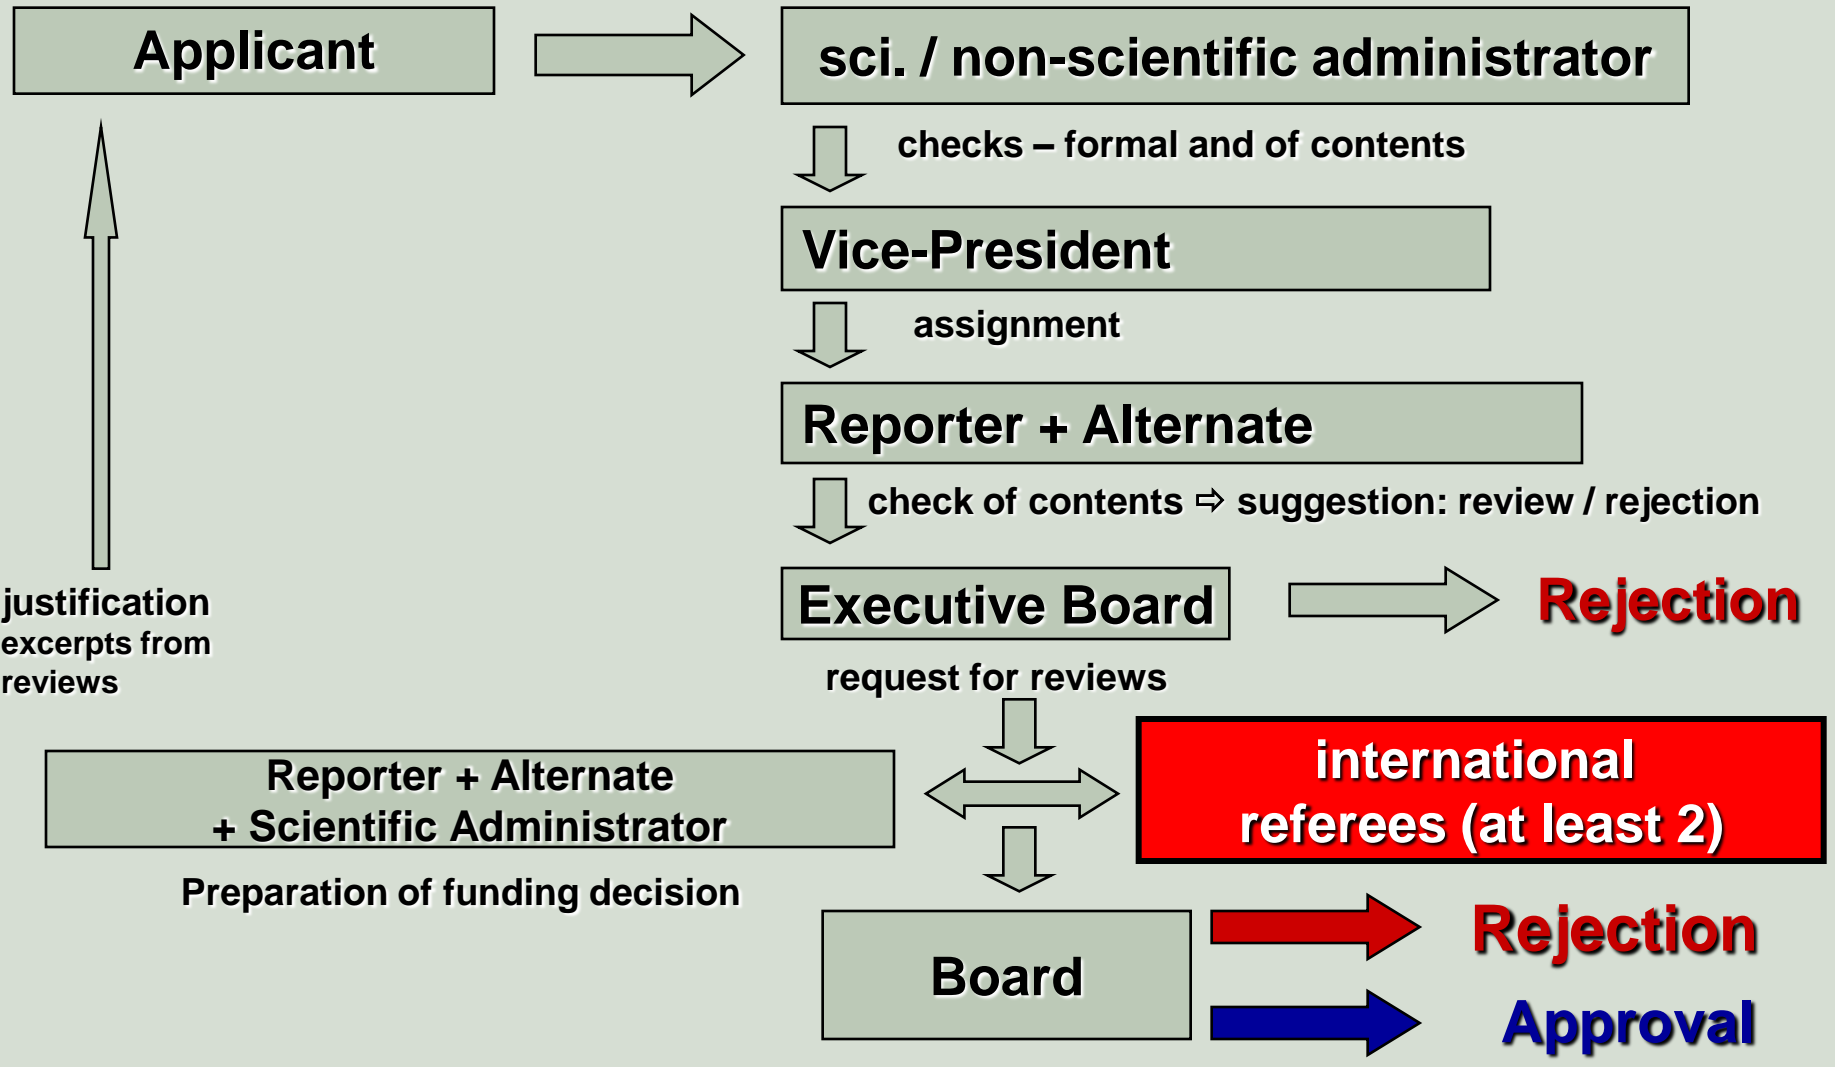 Applicant
sci. / non-scientific administrator
checks – formal and of contents
Vice-President
assignment
Reporter + Alternate
check of contents ⇨ suggestion: review / rejection
Executive Board
Rejection
justification
excerpts from
reviews
request for reviews
Reporter + Alternate
+ Scientific Administrator
international
referees (at least 2)
Preparation of funding decision
Board
Rejection
Approval